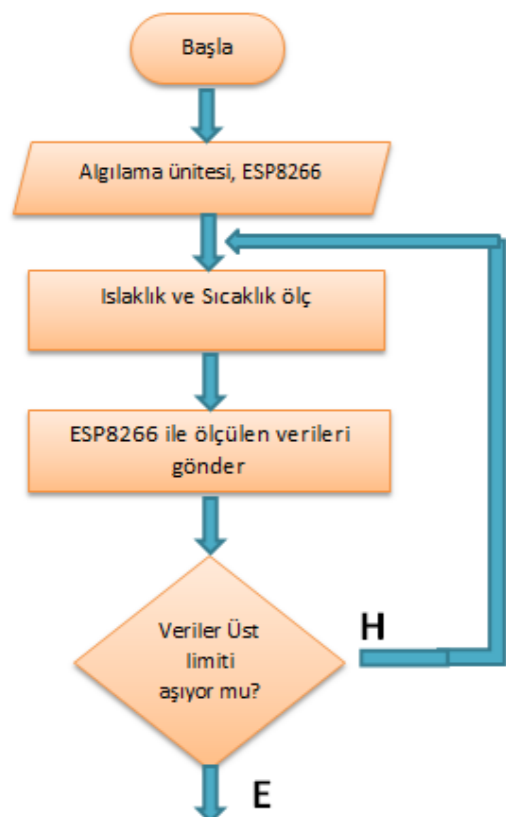 Başla
Algılama ünitesi, ESP8266
Islaklık ve Sıcaklık ölç
ESP8266 ile ölçülen verileri
gönder
Veriler Üst
limiti
aşıyor mu?
H
E